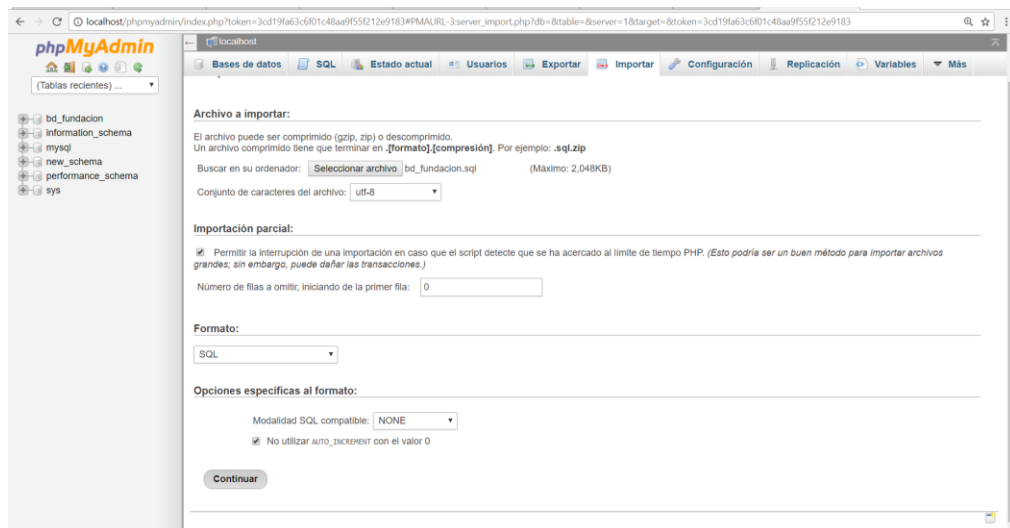 localhost/phpmyadmin/index.php?token=3cd19fa63c6f01c48aa9f55f212e9183#PMAURL-3:server_import.php?db=&table=&server=1&target=&token=3cd19fa63c6f01c48aa9f55f212e9183
phpMyAdmin
localhost
Bases de datos SQL Estado actual Usuarios Exportar Importar Configuración Replicación Variables Más
(Tablas recientes) ...
bd_fundacion
information_schema
mysql
new_schema
performance_schema
sys
Archivo a importar:
El archivo puede ser comprimido (gzip, zip) o descomprimido.
Un archivo comprimido tiene que terminar en .[formato].[compresión]. Por ejemplo: .sql.zip
Buscar en su ordenador: Seleccionar archivo bd_fundacion.sql (Máximo: 2,048KB)
Conjunto de caracteres del archivo: utf-8
Importación parcial:
Permitir la interrupción de una importación en caso que el script detecte que se ha acercado al límite de tiempo PHP. (Esto podría ser un buen método para importar archivos
grandes; sin embargo, puede dañar las transacciones.)
Número de filas a omitir, iniciando de la primer fila: 0
Formato:
SQL
Opciones específicas al formato:
Modalidad SQL compatible: NONE
No utilizar AUTO_INCREMENT con el valor 0
Continuar